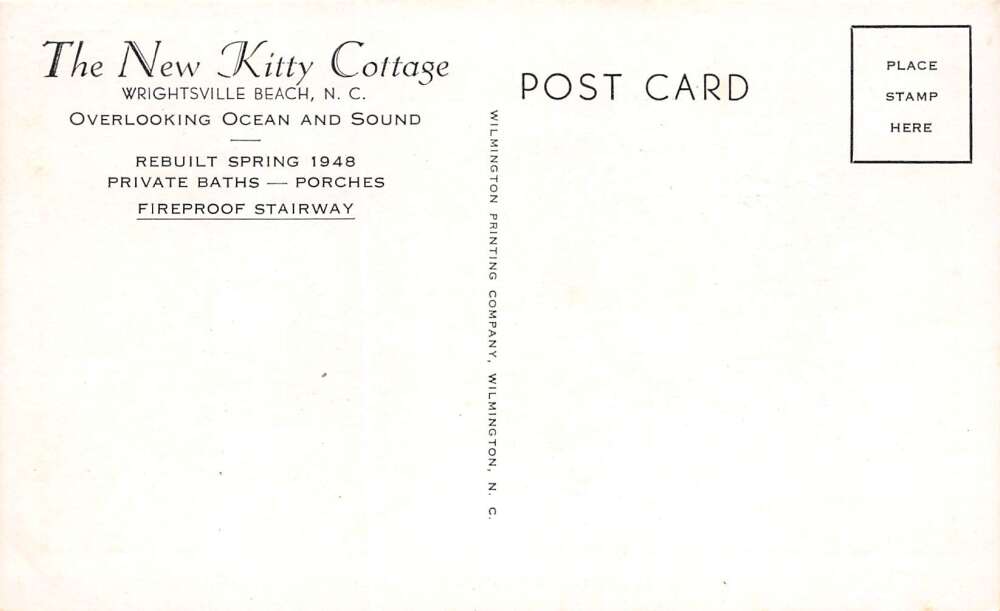 The New Kitty Cottage
WRIGHTSVILLE BEACH, N. C.
OVERLOOKING OCEAN AND SOUND
REBUILT SPRING 1948
PRIVATE BATHS — PORCHES
FIREPROOF STAIRWAY
WILMINGTON PRINTING COMPANY, WILMINGTON, N. C.
POST CARD
PLACE
STAMP
HERE